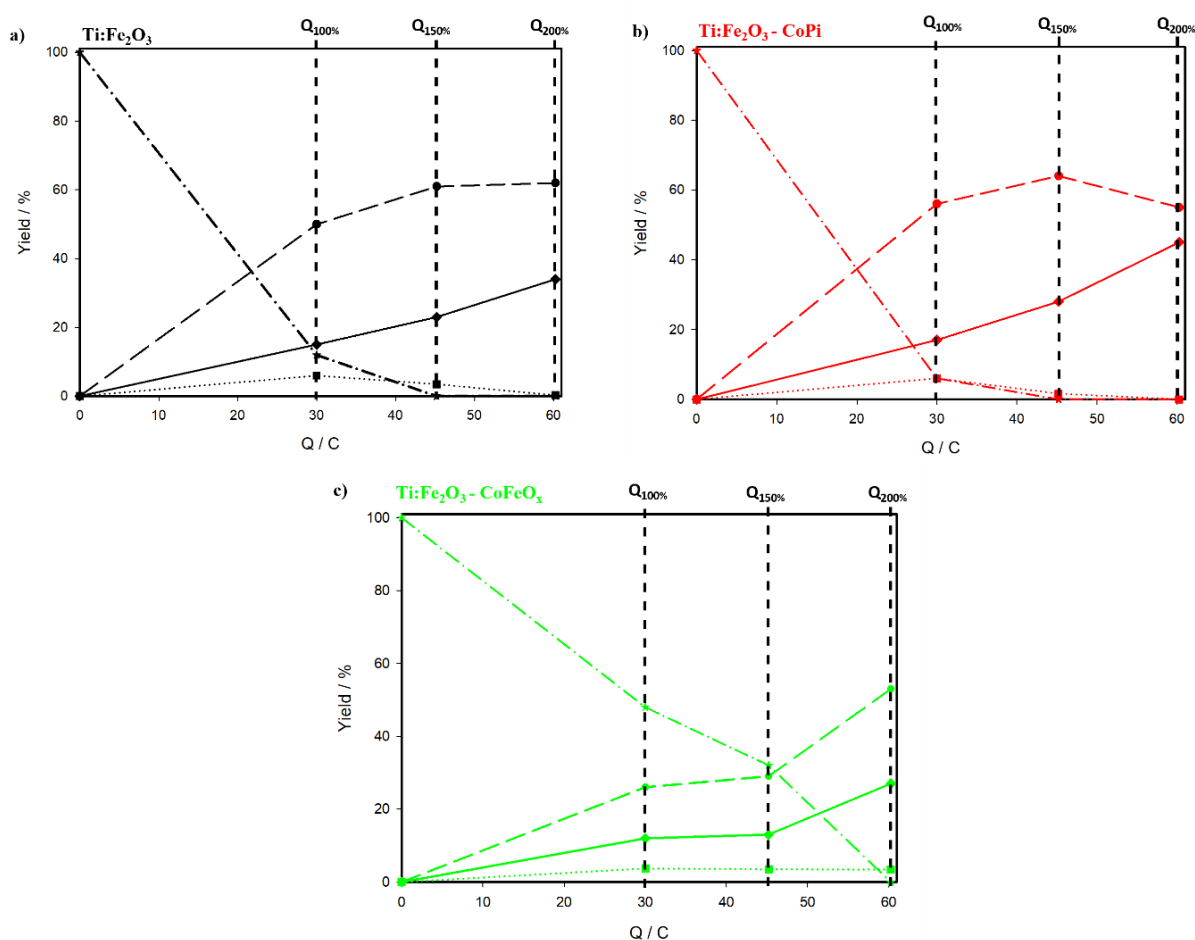 a) Ti:Fe₂O₃ Q100% Q150% Q200%
100
80
60
40
20
0
Yield / %
0 10 20 30 40 50 60
Q / C
b) Ti:Fe₂O₃ - CoPi Q100% Q150% Q200%
100
80
60
40
20
0
Yield / %
0 10 20 30 40 50 60
Q / C
c) Ti:Fe₂O₃ - CoFeOₓ Q100% Q150% Q200%
100
80
60
40
20
0
Yield / %
0 10 20 30 40 50 60
Q / C